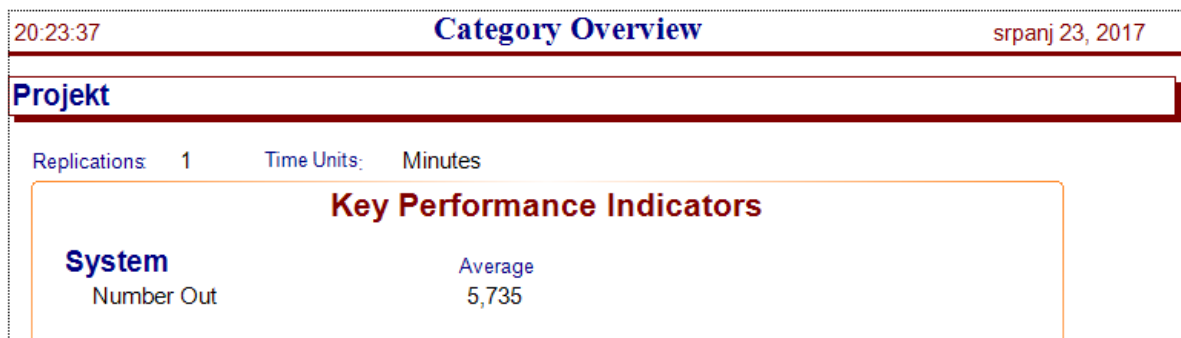 20:23:37 Category Overview srpanj 23, 2017
Projekt
Replications: 1 Time Units: Minutes
Key Performance Indicators
System Average
Number Out 5,735